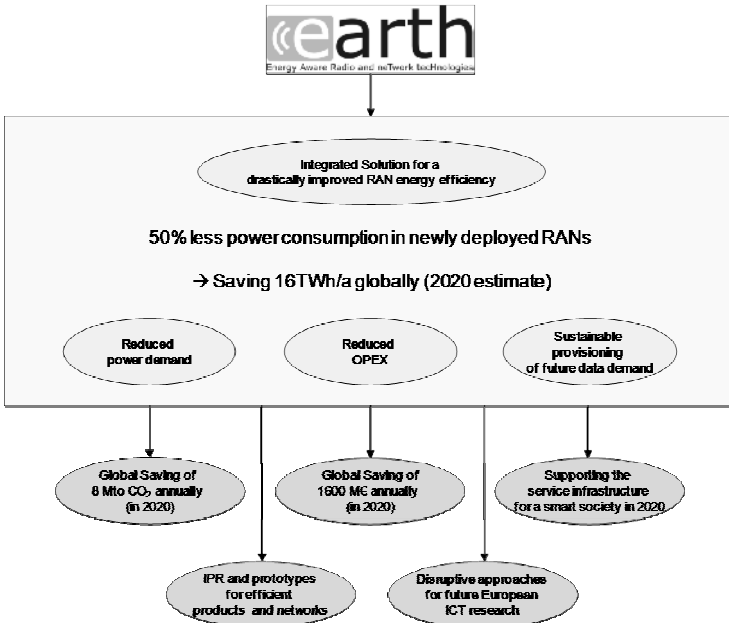 earth
Energy Aware Radio and neTwork tecHnologies
Integrated Solution for a
drastically improved RAN energy efficiency
50% less power consumption in newly deployed RANs
→ Saving 16TWh/a globally (2020 estimate)
Reduced
power demand
Reduced
OPEX
Sustainable
provisioning
of future data demand
Global Saving of
8 Mto CO₂ annually
(in 2020)
Global Saving of
1600 M€ annually
(in 2020)
Supporting the
service infrastructure
for a smart society in 2020
IPR and prototypes
for efficient
products and networks
Disruptive approaches
for future European
ICT research